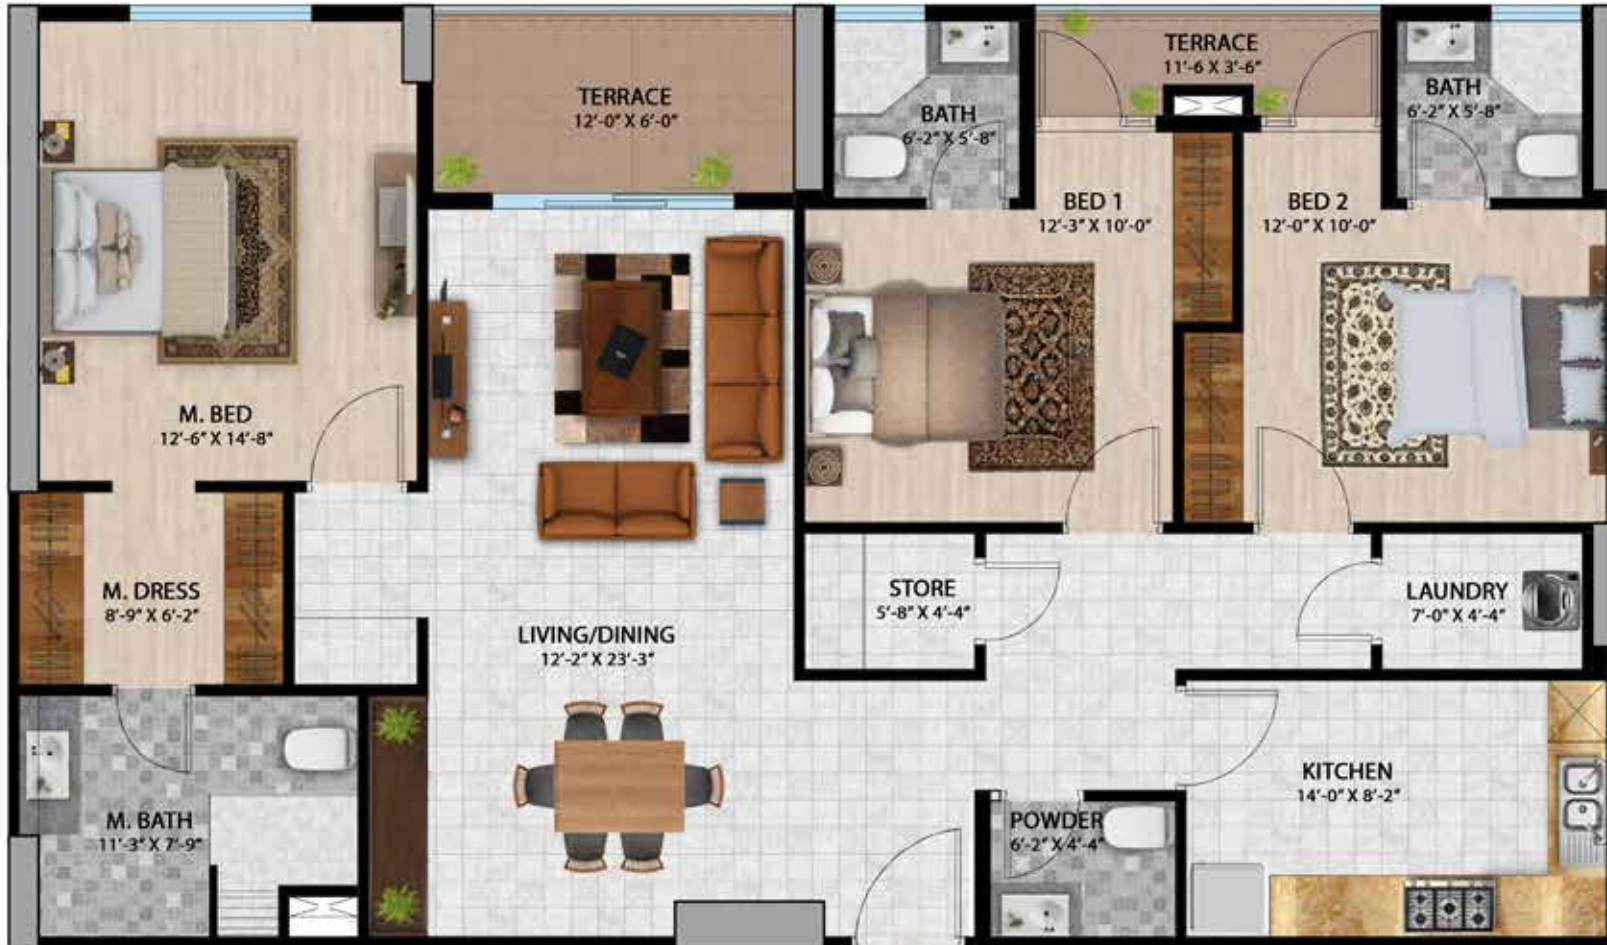 TERRACE
12'-0" X 6'-0"
BATH
6'-2" X 5'-8"
TERRACE
11'-6 X 3'-6"
BATH
6'-2" X 5'-8"
BED 1
12'-3" X 10'-0"
BED 2
12'-0" X 10'-0"
M. BED
12'-6" X 14'-8"
M. DRESS
8'-9" X 6'-2"
LIVING/DINING
12'-2" X 23'-3"
STORE
5'-8" X 4'-4"
LAUNDRY
7'-0" X 4'-4"
M. BATH
11'-3" X 7'-9"
POWDER
6'-2" X 4'-4"
KITCHEN
14'-0" X 8'-2"